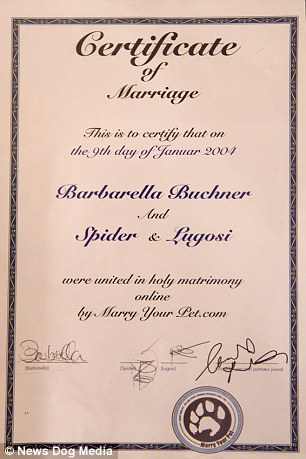 Certificate
of
Marriage
This is to certify that on
the 9th day of Januar 2004
Barbarella Buchner
And
Spider & Lugosi
were united in holy matrimony
online
by Marry Your Pet.com
Barbarella
(Barbarella)
(Spider)
(Lugosi)
Marry Your Pet
© News Dog Media